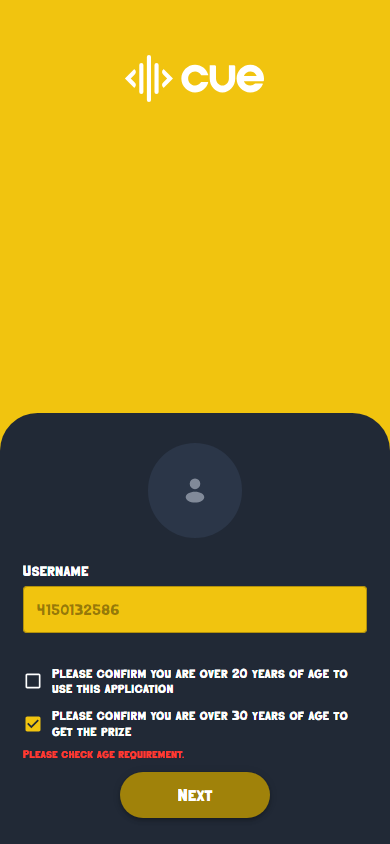 cue
Username
4150132586
Please confirm you are over 20 years of age to
use this application
Please confirm you are over 30 years of age to
get the prize
Please check age requirement.
Next